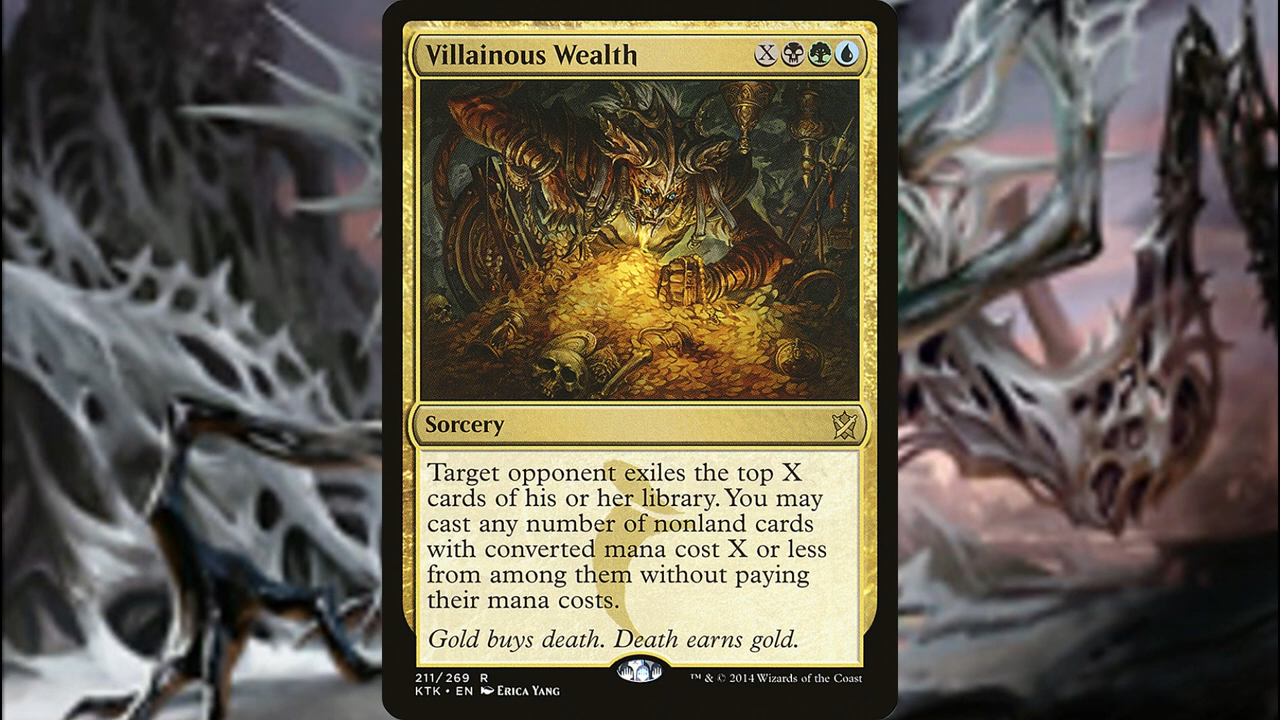 Villainous Wealth X
Sorcery
Target opponent exiles the top X
cards of his or her library. You may
cast any number of nonland cards
with converted mana cost X or less
from among them without paying
their mana costs.
Gold buys death. Death earns gold.
211/269 R
KTK • EN Erica Yang
™ & © 2014 Wizards of the Coast